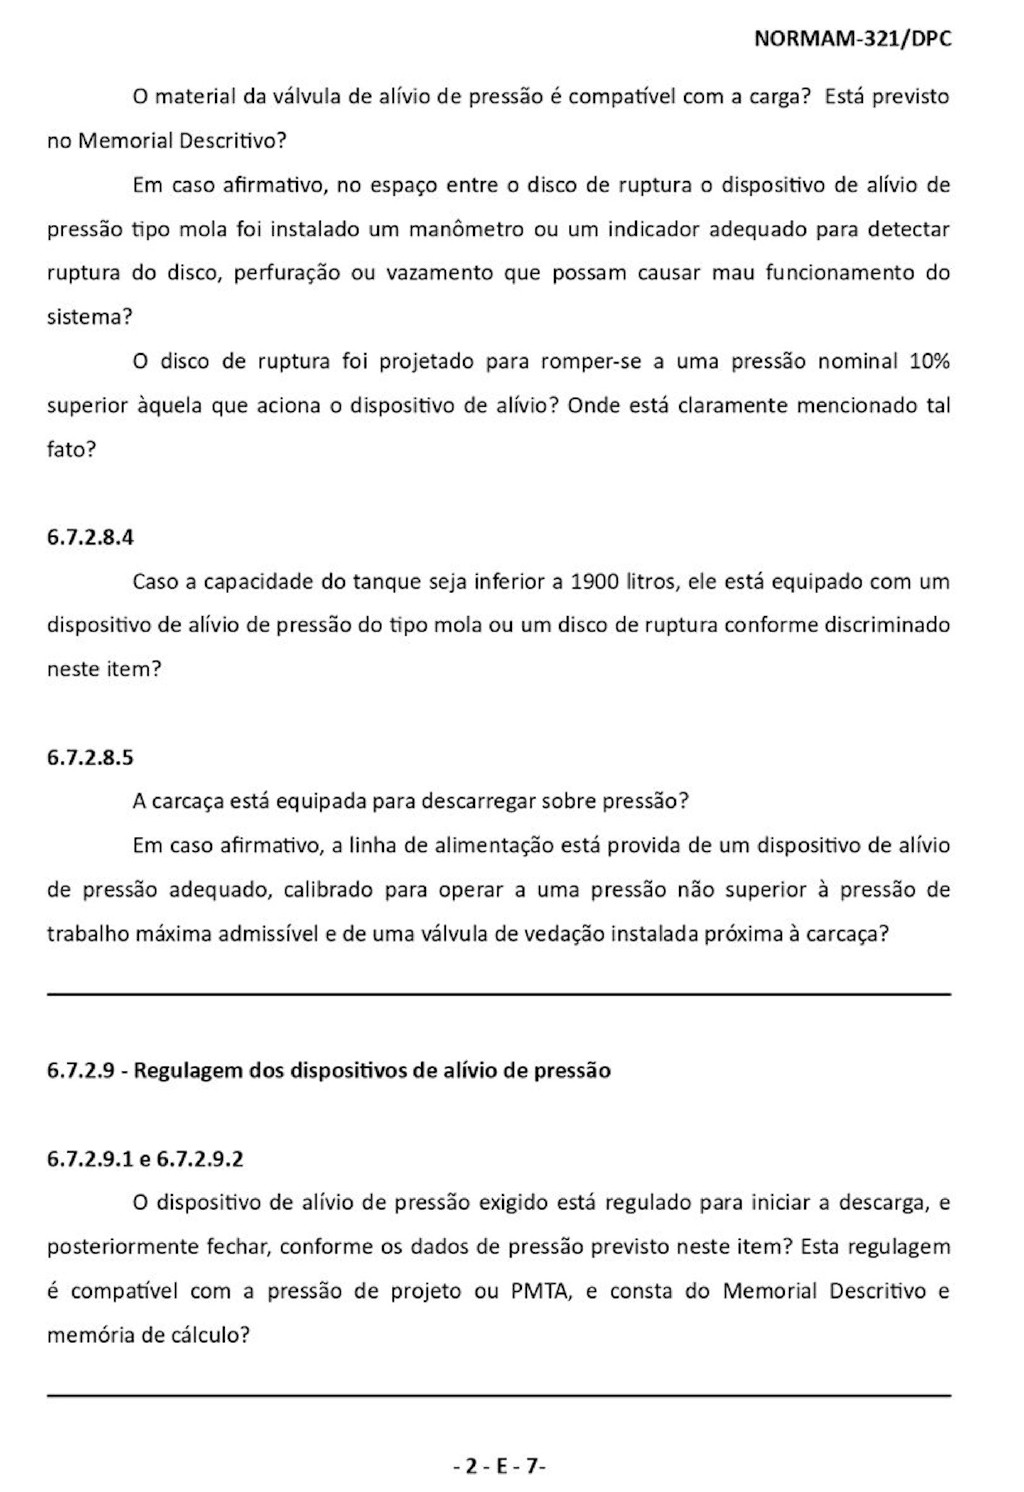 NORMAM-321/DPC
O material da válvula de alívio de pressão é compatível com a carga? Está previsto
no Memorial Descritivo?
Em caso afirmativo, no espaço entre o disco de ruptura o dispositivo de alívio de
pressão tipo mola foi instalado um manômetro ou um indicador adequado para detectar
ruptura do disco, perfuração ou vazamento que possam causar mau funcionamento do
sistema?
O disco de ruptura foi projetado para romper-se a uma pressão nominal 10%
superior àquela que aciona o dispositivo de alívio? Onde está claramente mencionado tal
fato?
6.7.2.8.4
Caso a capacidade do tanque seja inferior a 1900 litros, ele está equipado com um
dispositivo de alívio de pressão do tipo mola ou um disco de ruptura conforme discriminado
neste item?
6.7.2.8.5
A carcaça está equipada para descarregar sobre pressão?
Em caso afirmativo, a linha de alimentação está provida de um dispositivo de alívio
de pressão adequado, calibrado para operar a uma pressão não superior à pressão de
trabalho máxima admissível e de uma válvula de vedação instalada próxima à carcaça?
6.7.2.9 - Regulagem dos dispositivos de alívio de pressão
6.7.2.9.1 e 6.7.2.9.2
O dispositivo de alívio de pressão exigido está regulado para iniciar a descarga, e
posteriormente fechar, conforme os dados de pressão previsto neste item? Esta regulagem
é compatível com a pressão de projeto ou PMTA, e consta do Memorial Descritivo e
memória de cálculo?
- 2 - E - 7-